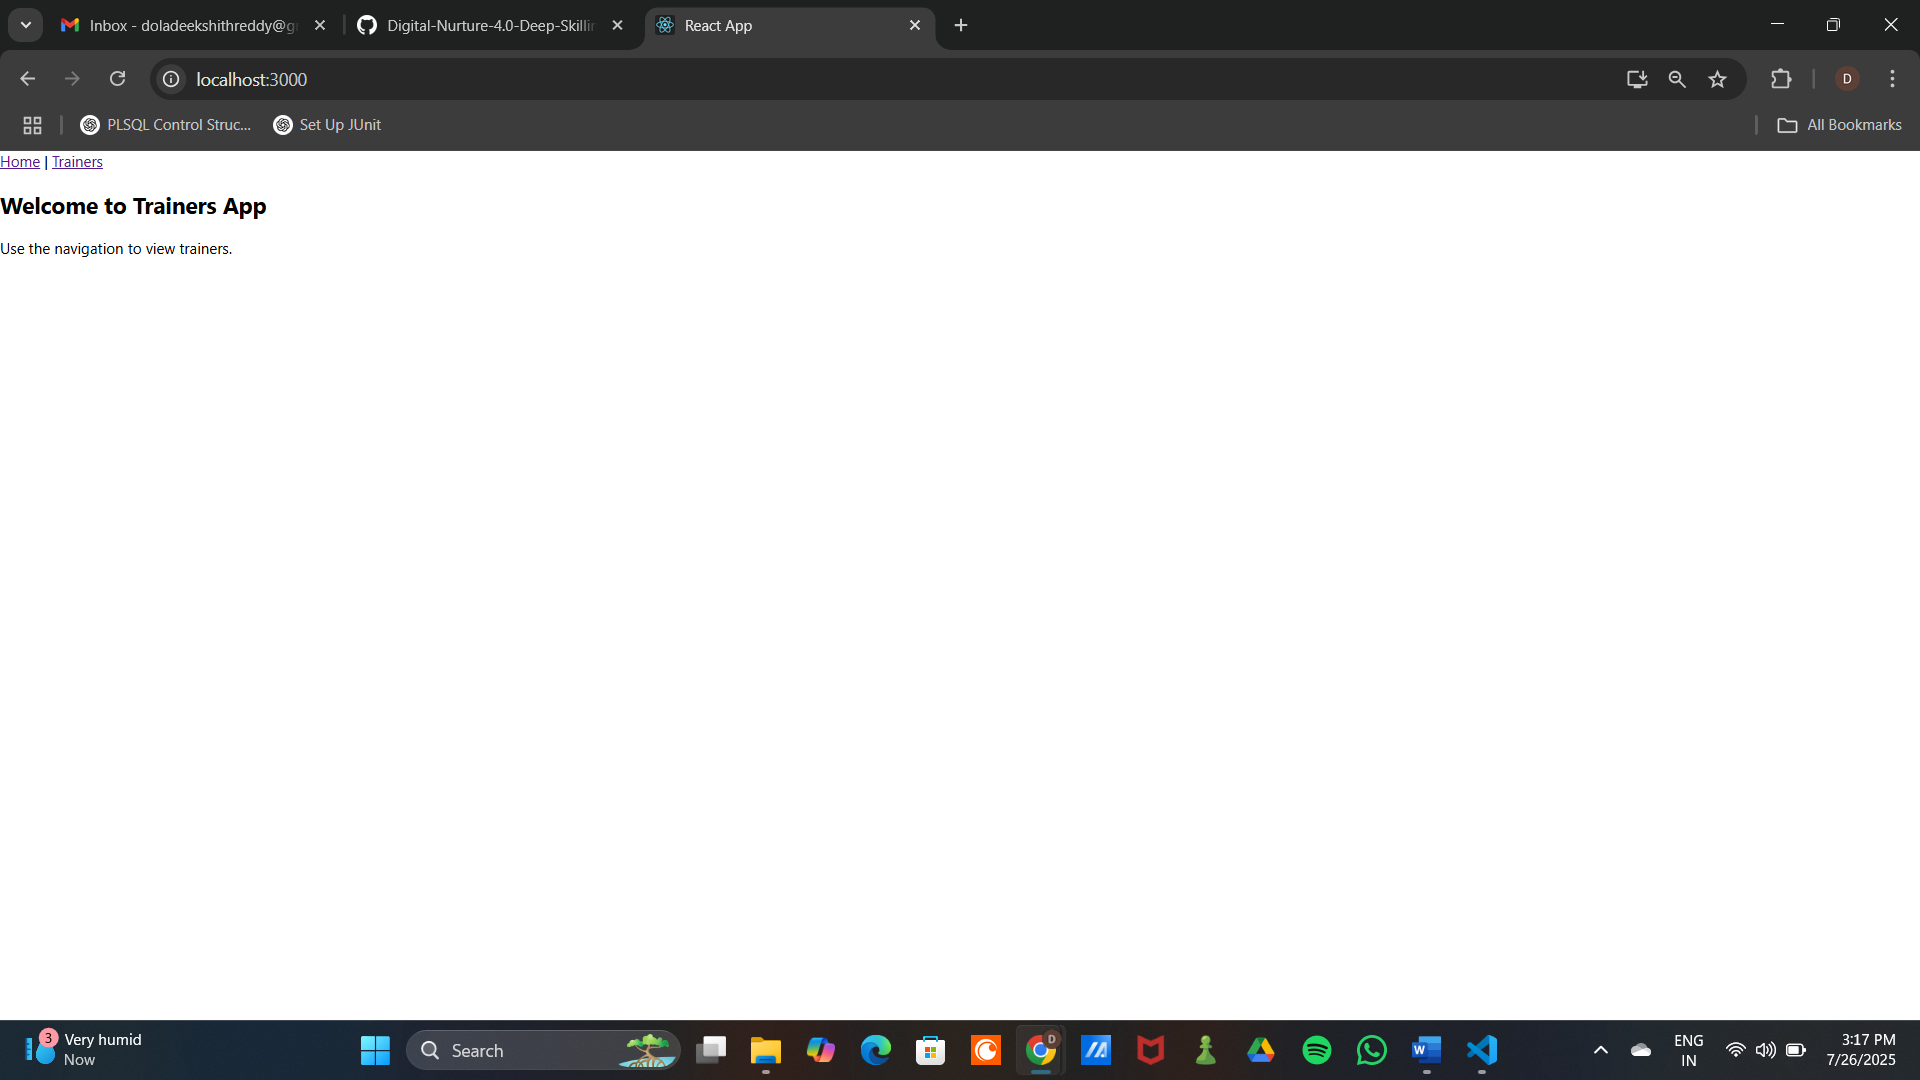 Inbox - doladeekshithreddy@g
Digital-Nurture-4.0-Deep-Skillin
React App
localhost:3000
D
PLSQL Control Struc...
Set Up JUnit
All Bookmarks
Home | Trainers
Welcome to Trainers App
Use the navigation to view trainers.
3
Very humid
Now
Search
D
W
ENG
IN
3:17 PM
7/26/2025